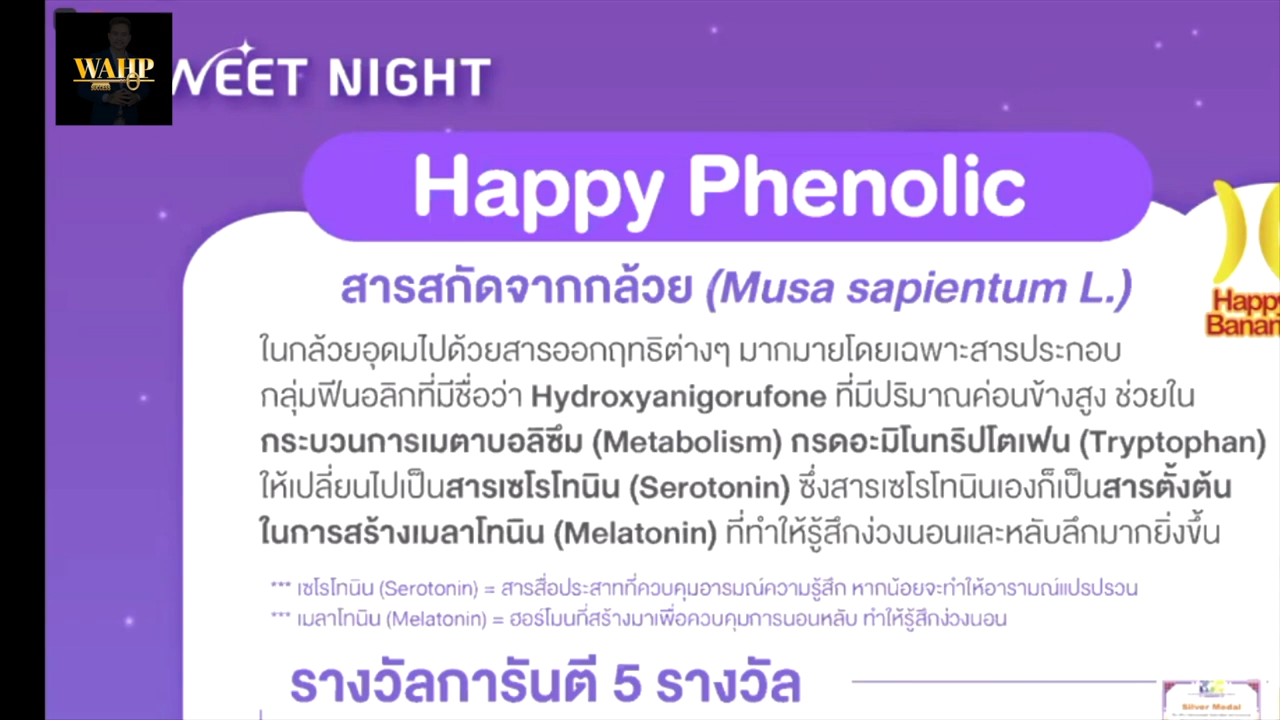 WAHP
WEET NIGHT
Happy Phenolic
สารสกัดจากกล้วย (Musa sapientum L.)
Happy
Banan
ในกล้วยอุดมไปด้วยสารออกฤทธิต่างๆ มากมายโดยเฉพาะสารประกอบ
กลุ่มฟีนอลิกที่มีชื่อว่า Hydroxyanigorufone ที่มีปริมาณค่อนข้างสูง ช่วยใน
กระบวนการเมตาบอลิซึม (Metabolism) กรดอะมิโนทริปโตเฟน (Tryptophan)
ให้เปลี่ยนไปเป็นสารเซโรโทนิน (Serotonin) ซึ่งสารเซโรโทนินเองก็เป็นสารตั้งต้น
ในการสร้างเมลาโทนิน (Melatonin) ที่ทำให้รู้สึกง่วงนอนและหลับลึกมากยิ่งขึ้น
*** เซโรโทนิน (Serotonin) = สารสื่อประสาทที่ควบคุมอารมณ์ความรู้สึก หากน้อยจะทำให้อารามณ์แปรปรวน
*** เมลาโทนิน (Melatonin) = ฮอร์โมนที่สร้างมาเพื่อควบคุมการนอนหลับ ทำให้รู้สึกง่วงนอน
รางวัลการันตี 5 รางวัล
Silver Medal